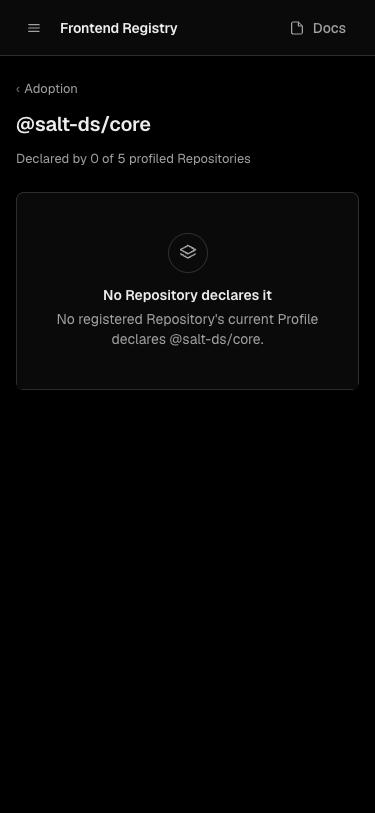 Frontend Registry
Docs
‹ Adoption
@salt-ds/core
Declared by 0 of 5 profiled Repositories
No Repository declares it
No registered Repository's current Profile
declares @salt-ds/core.